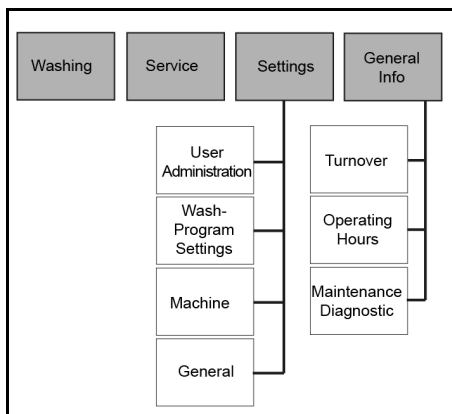 Washing
Service
Settings
General
Info
User
Administration
Wash-
Program
Settings
Machine
General
Turnover
Operating
Hours
Maintenance
Diagnostic